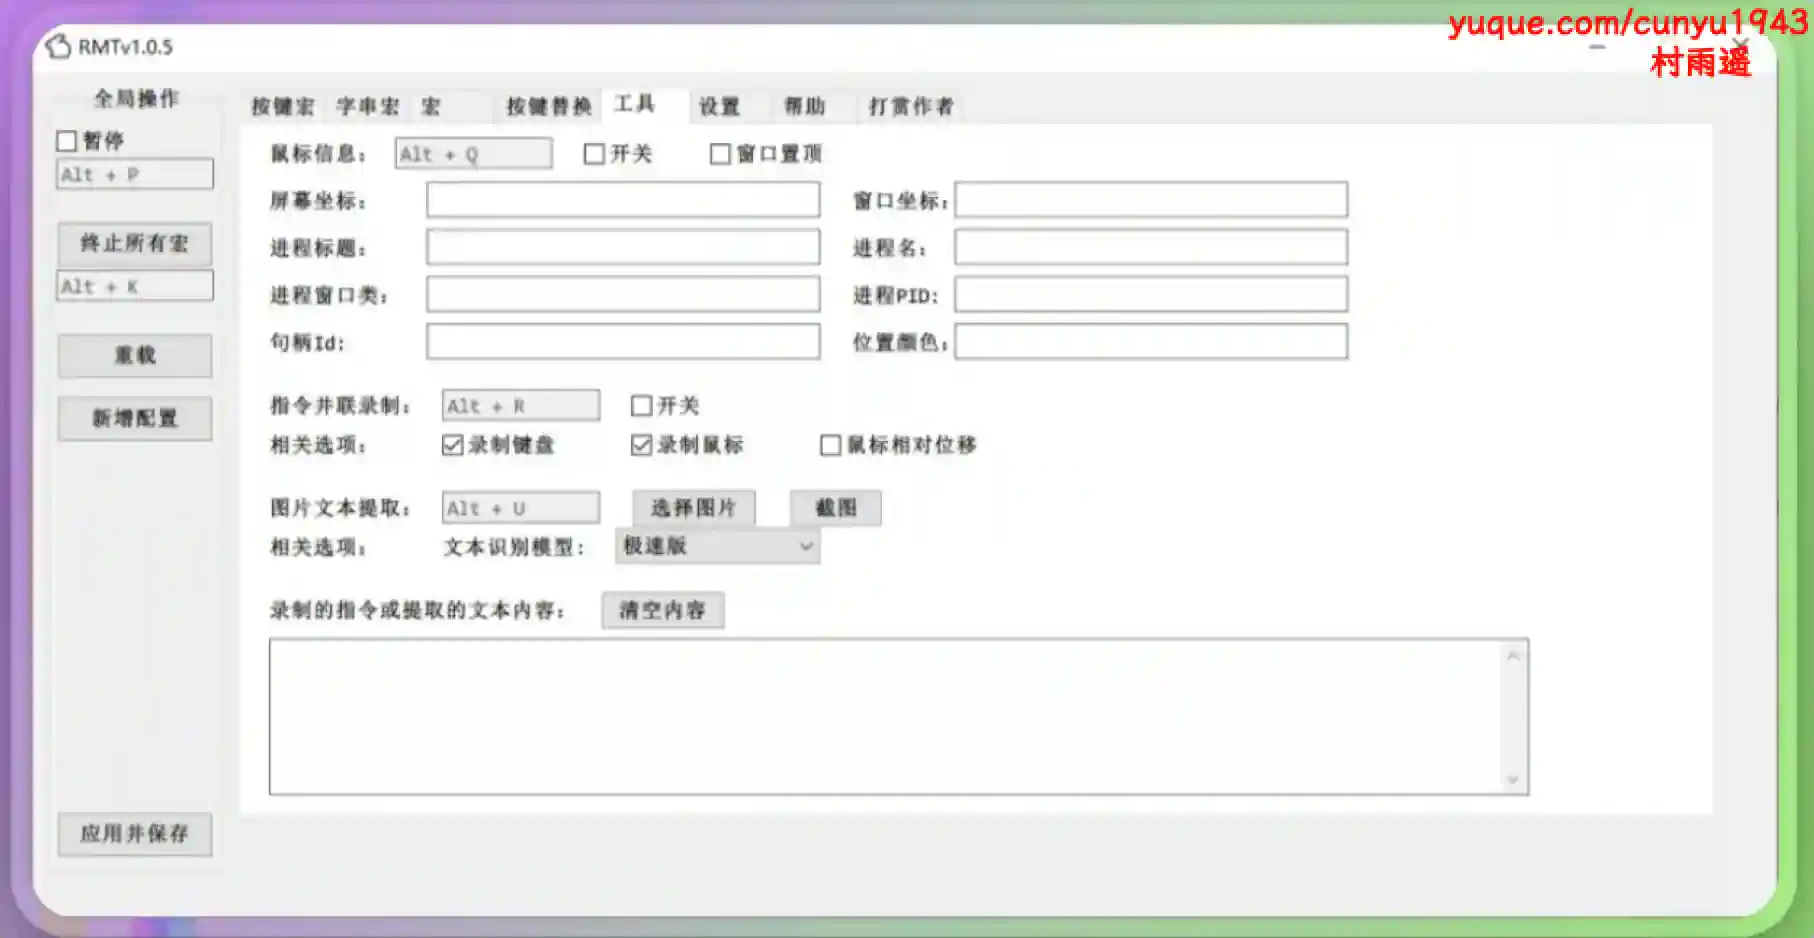 yuque.com/cunyu1943
村雨遥
RMTv1.0.5
全局操作
暂停
Alt + P
终止所有宏
Alt + K
重载
新增配置
应用并保存
按键宏 字串宏 宏 按键替换 工具 设置 帮助 打赏作者
鼠标信息: Alt + Q 开关 窗口置顶
屏幕坐标: 窗口坐标:
进程标题: 进程名:
进程窗口类: 进程PID:
句柄Id: 位置颜色:
指令并联录制: Alt + R 开关
相关选项: 录制键盘 录制鼠标 鼠标相对位移
图片文本提取: Alt + U 选择图片 截图
相关选项: 文本识别模型: 极速版
录制的指令或提取的文本内容: 清空内容